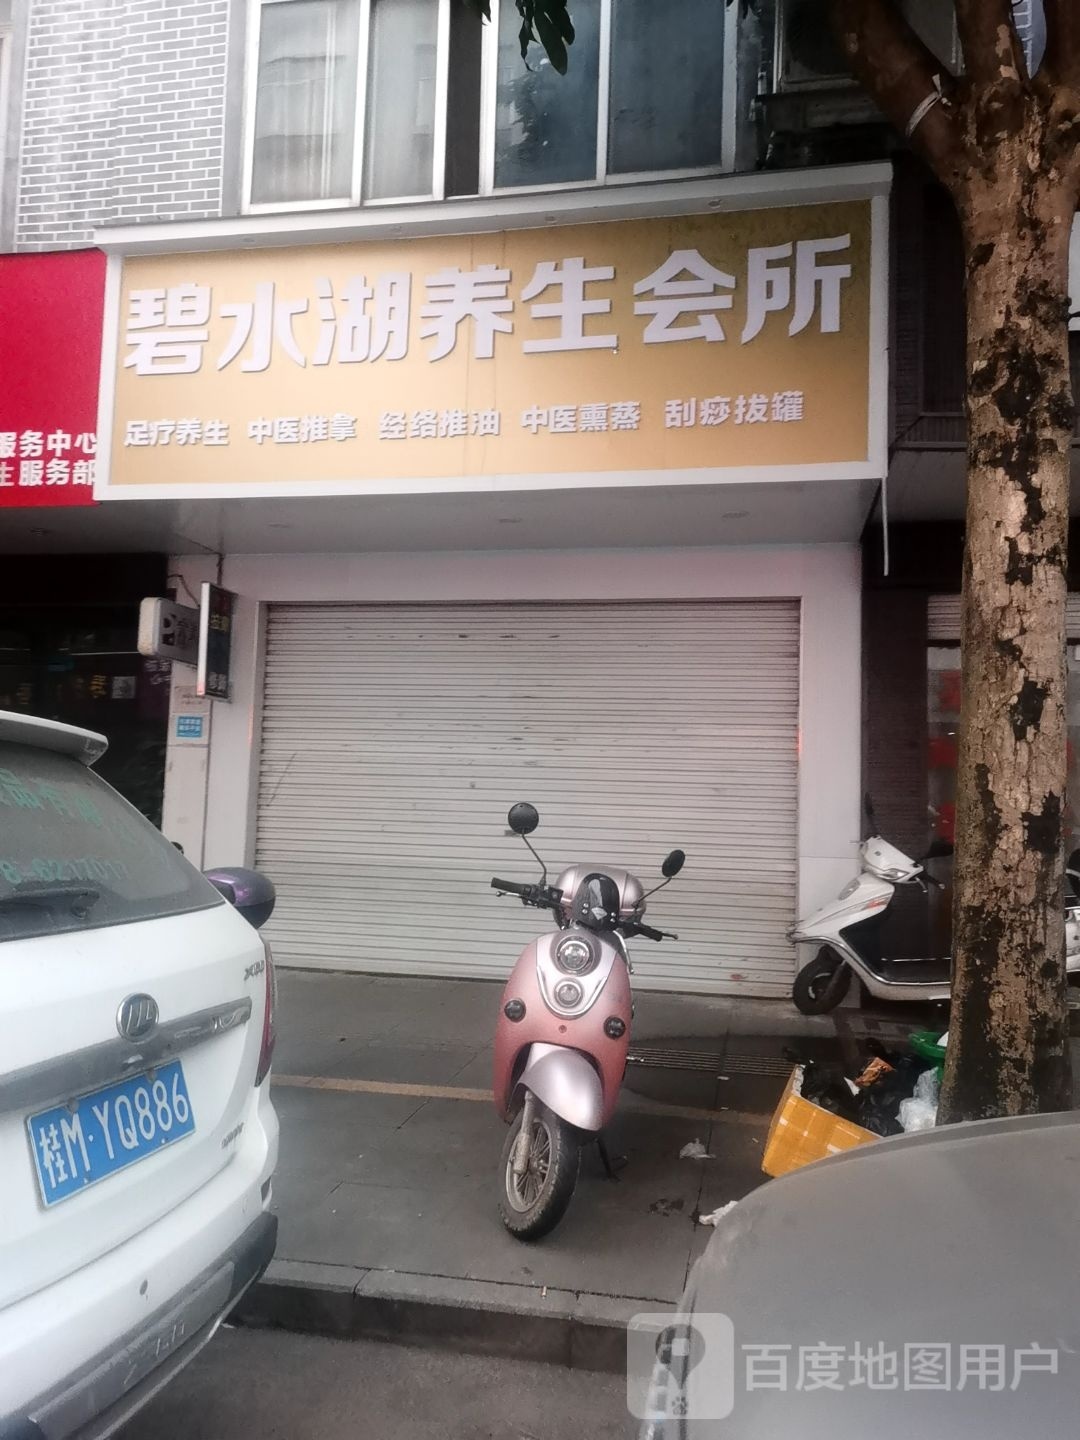 碧水湖养生会所
足疗养生 中医推拿 经络推油 中医熏蒸 刮痧拔罐
服务中心
生服务部
8-6217017
桂M·YQ886
百度地图用户